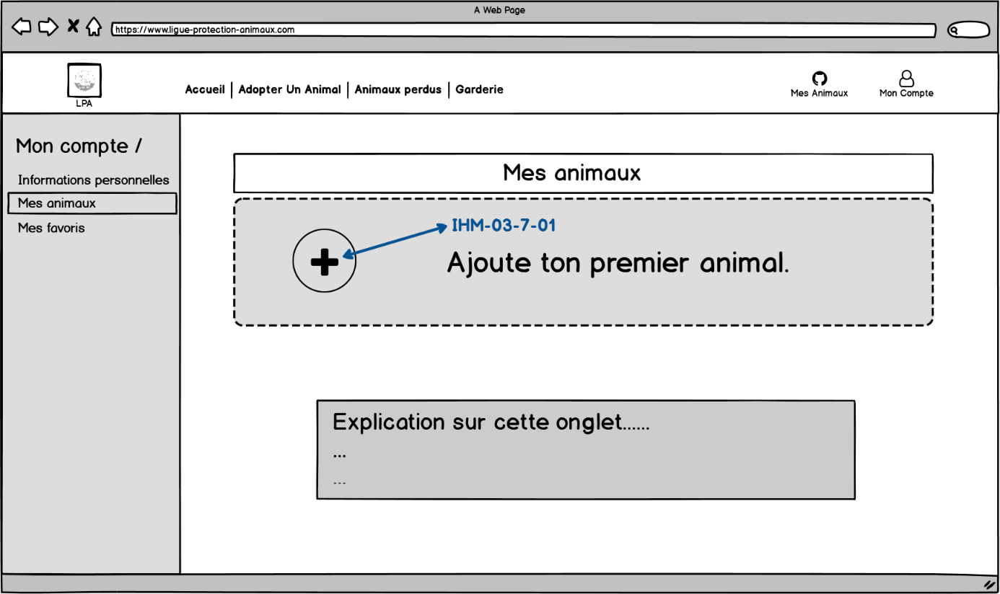 A Web Page
https://www.ligue-protection-animaux.com
LPA
Accueil | Adopter Un Animal | Animaux perdus | Garderie
Mes Animaux
Mon Compte
Mon compte /
Informations personnelles
Mes animaux
Mes favoris
Mes animaux
IHM-03-7-01
Ajoute ton premier animal.
Explication sur cette onglet......
...
...